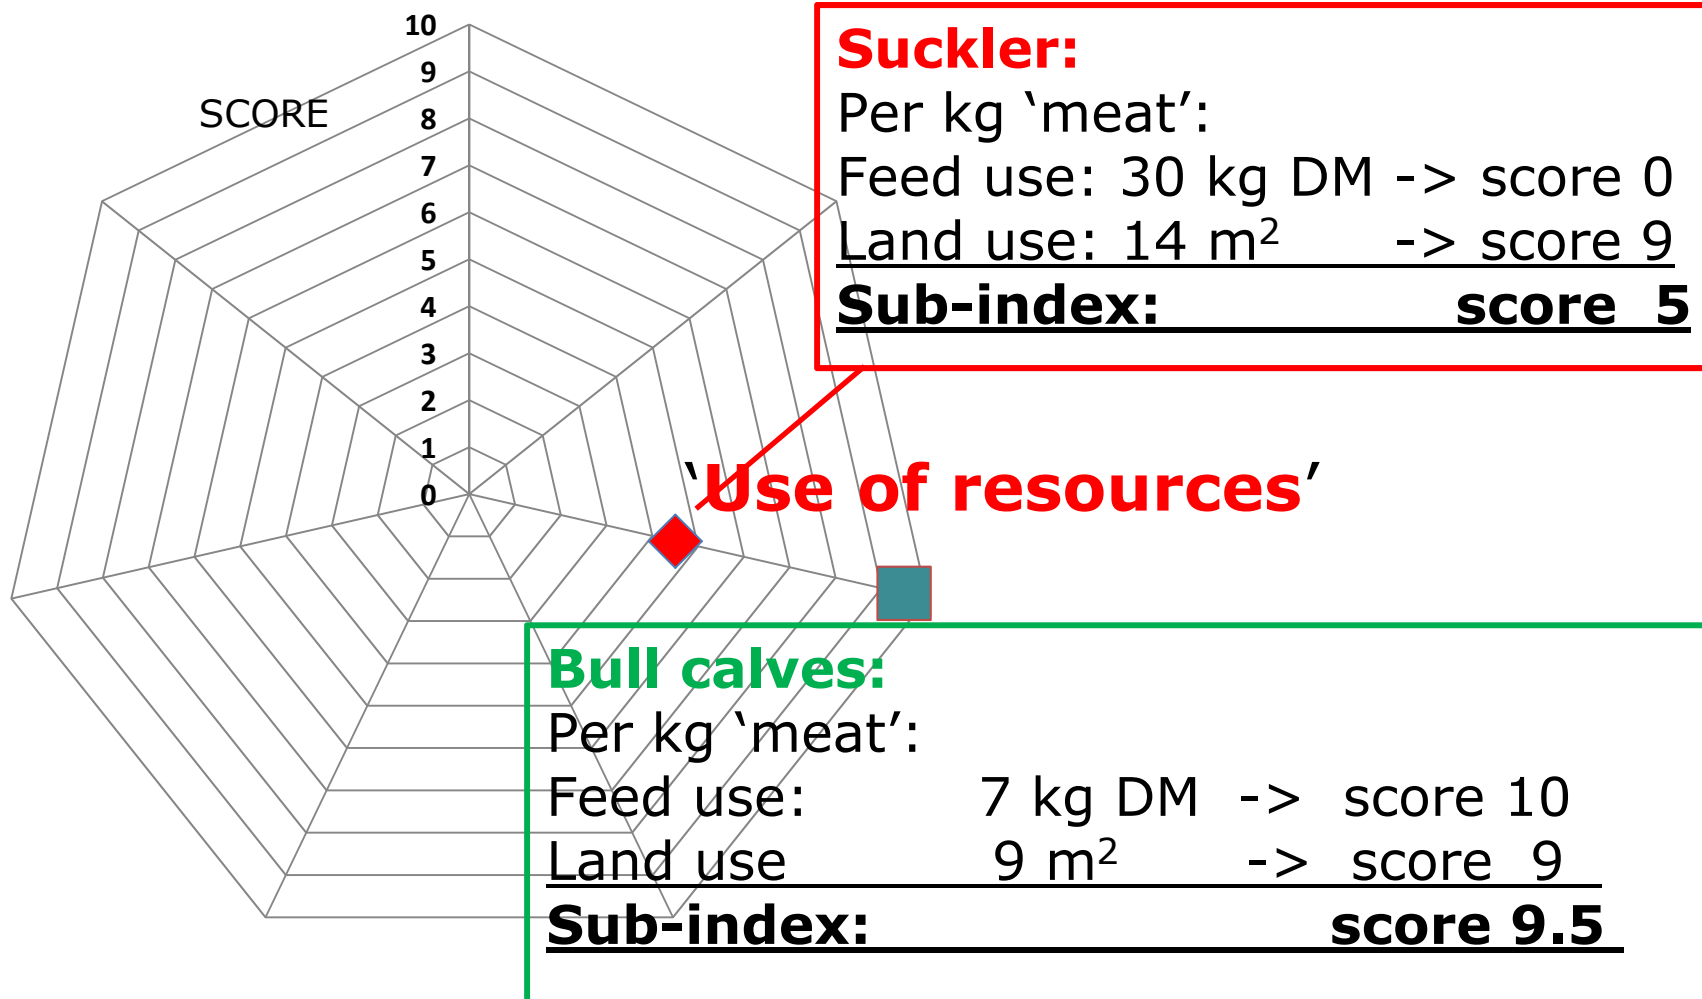 10
9
SCORE
8
7
6
5
4
3
2
1
0
Suckler:
Per kg ‘meat’:
Feed use: 30 kg DM -> score 0
Land use: 14 m² -> score 9
Sub-index: score 5
‘Use of resources’
Bull calves:
Per kg ‘meat’:
Feed use: 7 kg DM -> score 10
Land use 9 m² -> score 9
Sub-index: score 9.5